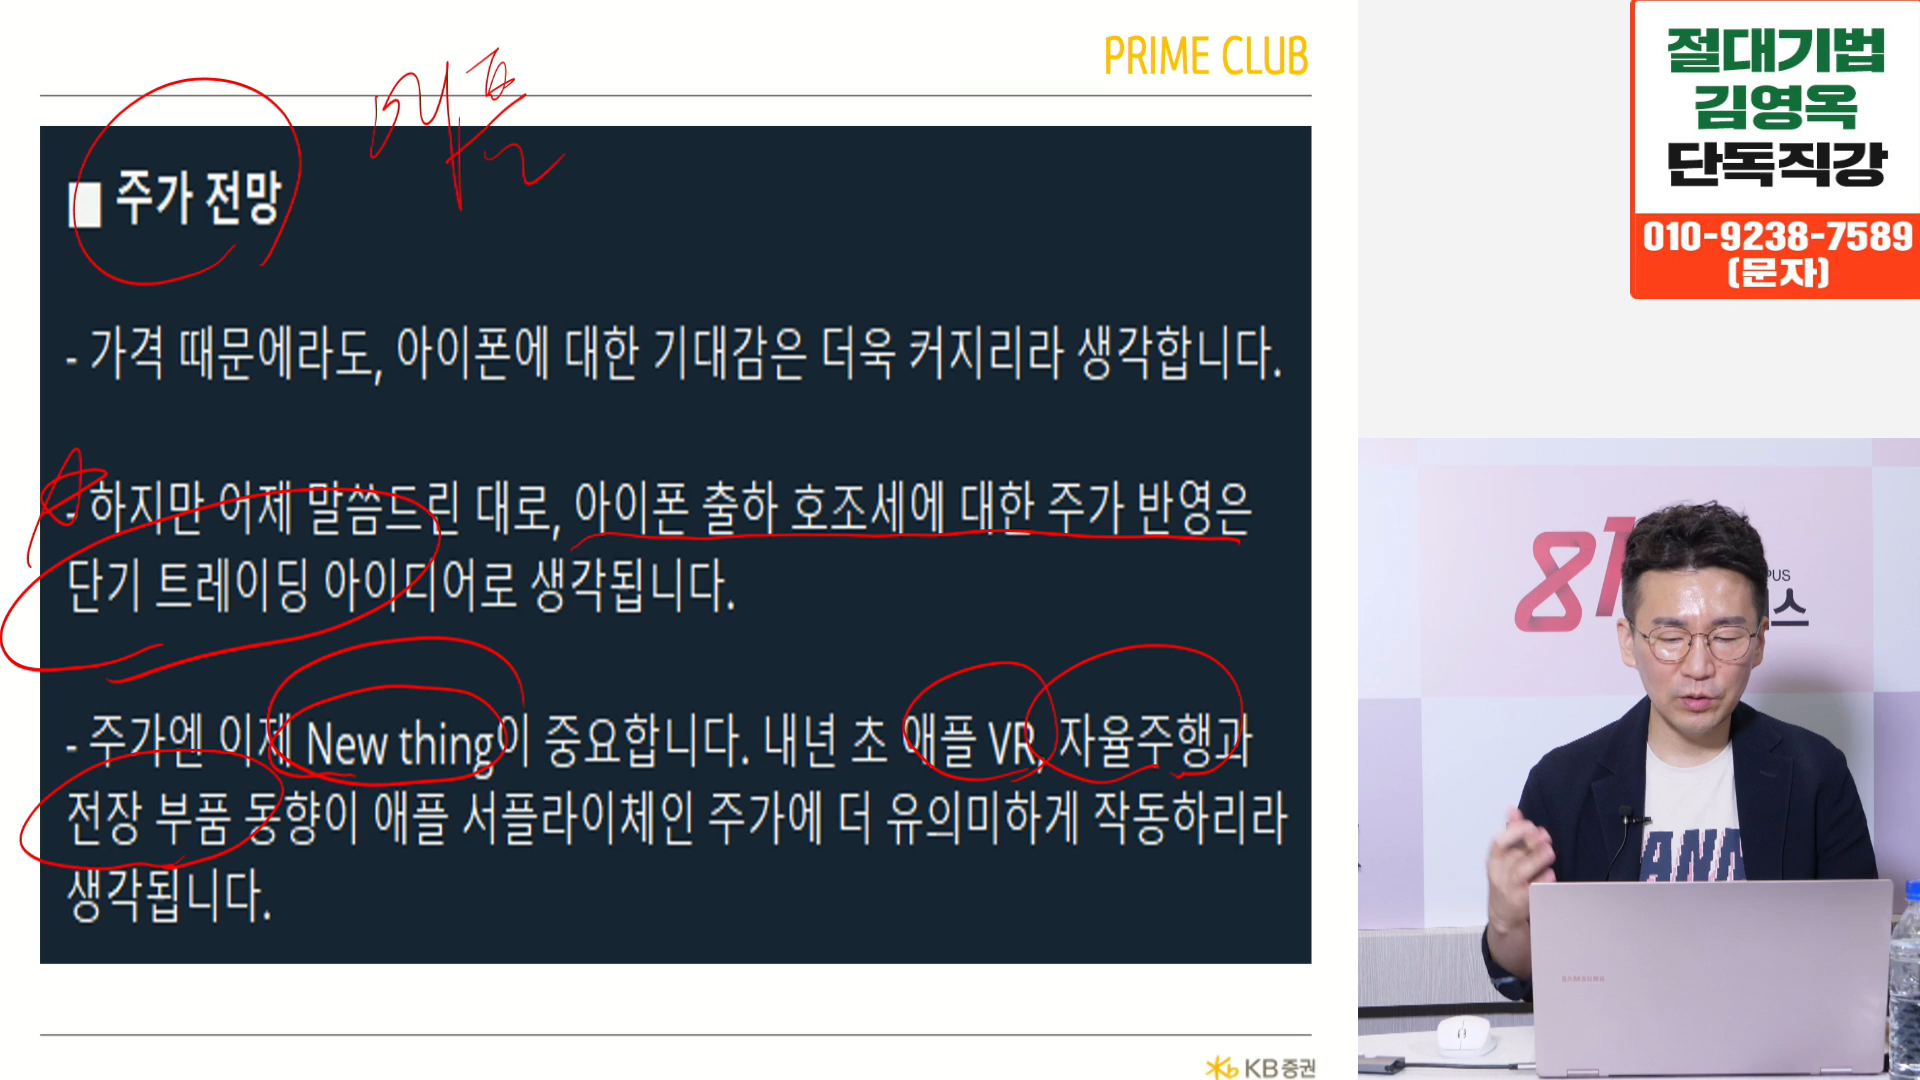 PRIME CLUB
애플
■ 주가 전망
- 가격 때문에라도, 아이폰에 대한 기대감은 더욱 커지리라 생각합니다.
- 하지만 어제 말씀드린 대로, 아이폰 출하 호조세에 대한 주가 반영은
단기 트레이딩 아이디어로 생각됩니다.
- 주가엔 이제 New thing이 중요합니다. 내년 초 애플 VR, 자율주행과
전장 부품 동향이 애플 서플라이체인 주가에 더 유의미하게 작동하리라
생각됩니다.
KB증권
절대기법
김영옥
단독직강
010-9238-7589
(문자)
SAMSUNG